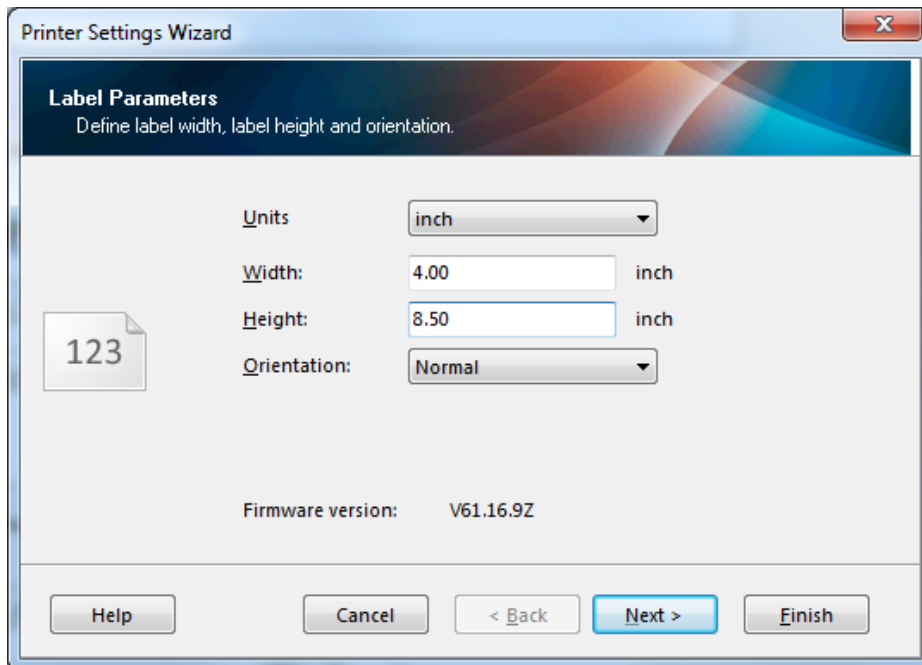 Printer Settings Wizard
X
Label Parameters
Define label width, label height and orientation.
Units inch
Width: 4.00 inch
Height: 8.50 inch
123
Orientation: Normal
Firmware version: V61.16.9Z
Help Cancel < Back Next > Finish